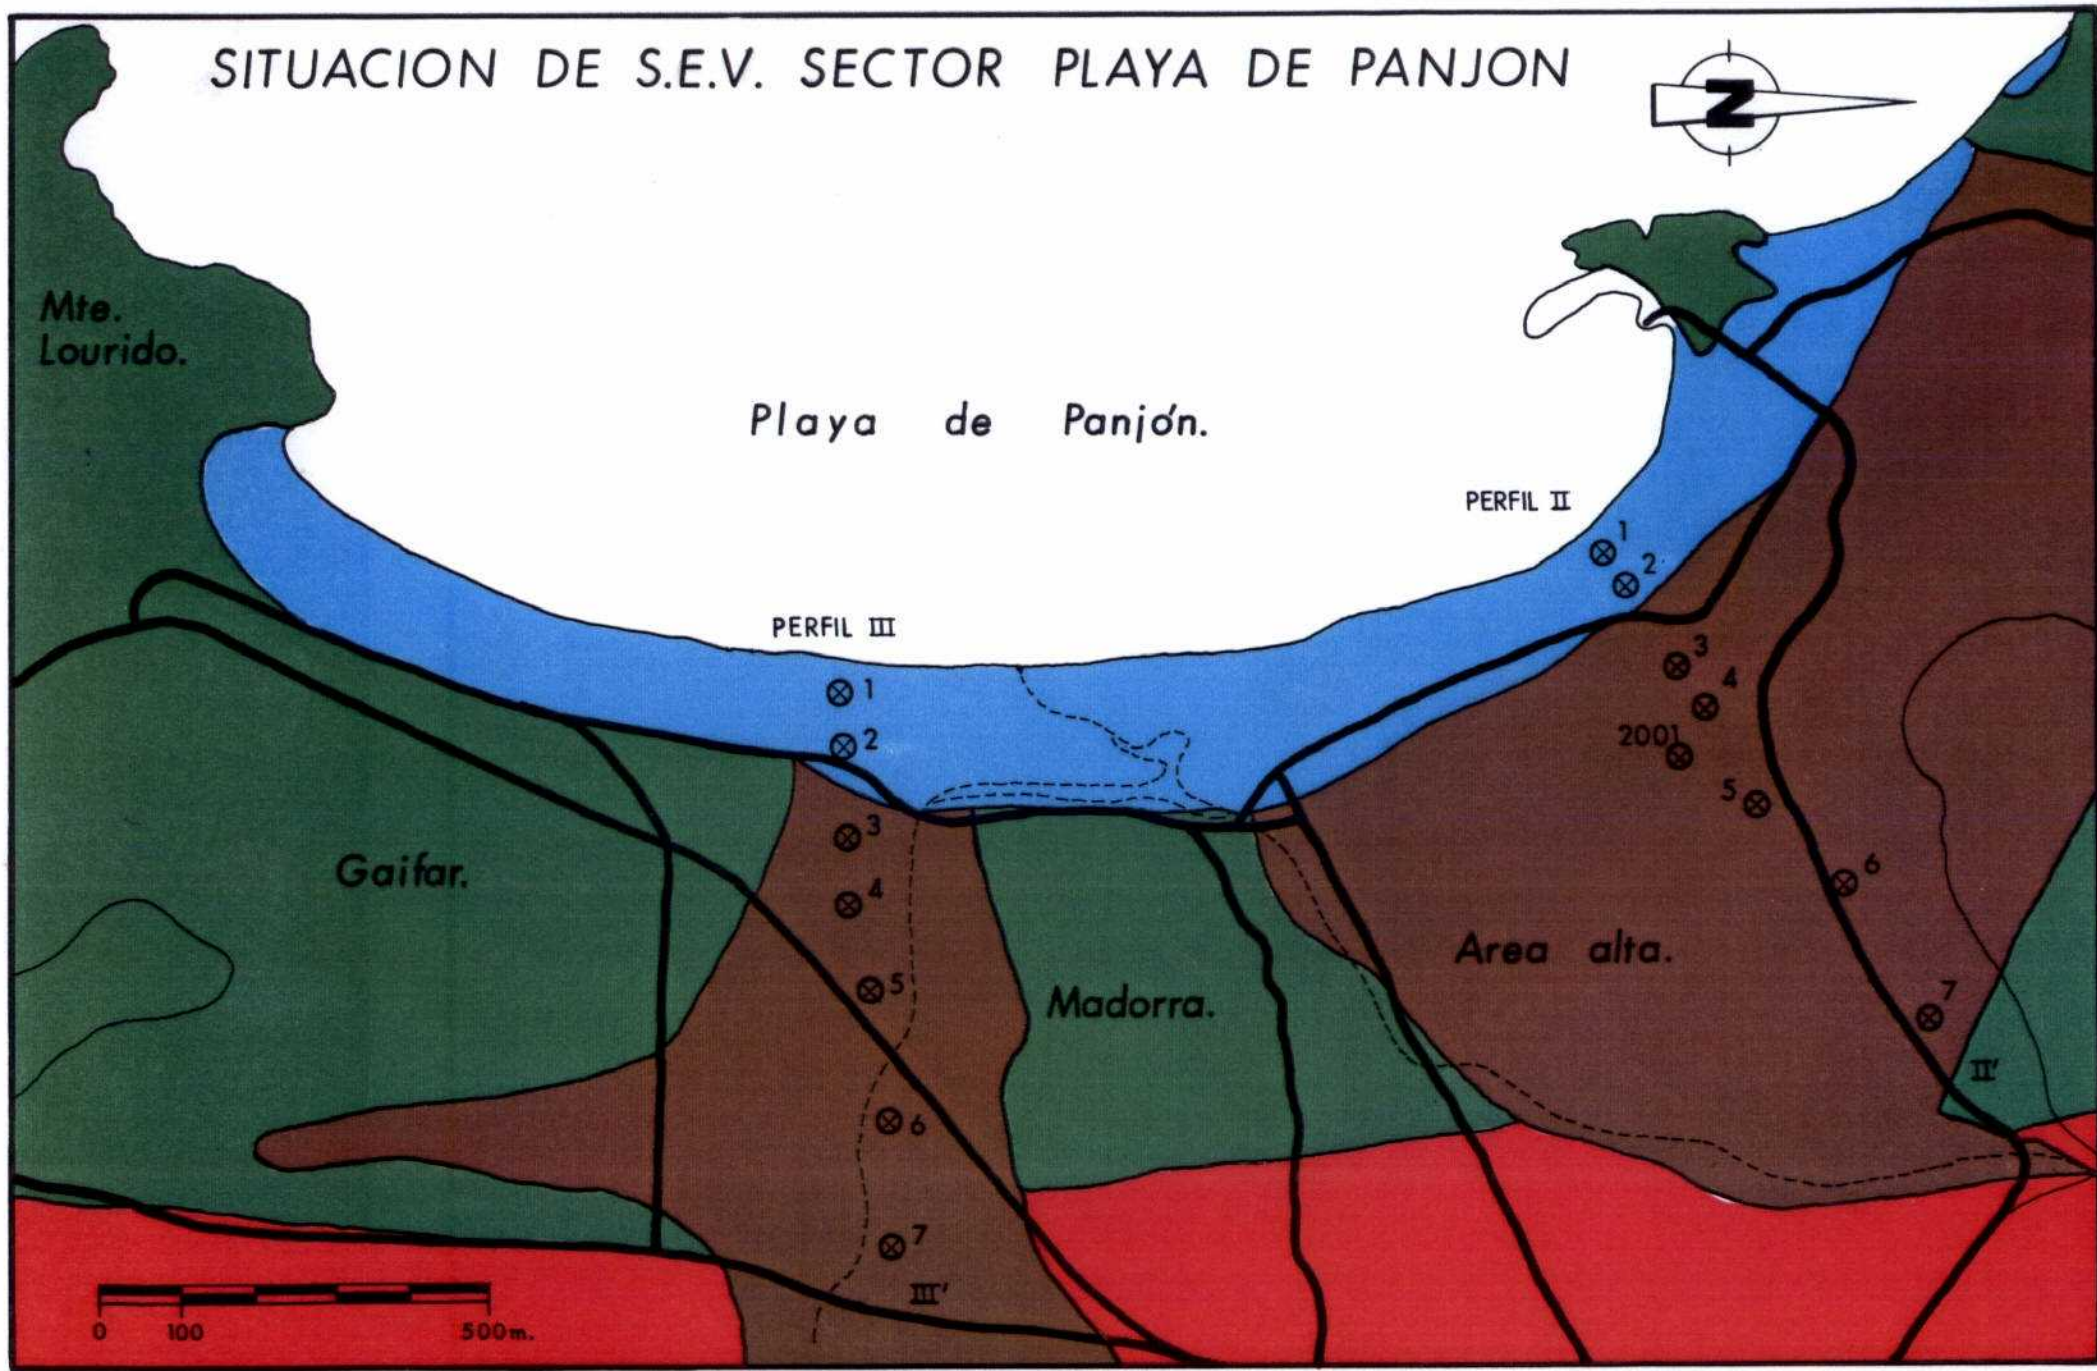 SITUACION DE S.E.V. SECTOR PLAYA DE PANJON
N
Mte.
Lourido.
Playa de Panjón.
PERFIL II
1
2
PERFIL III
1
2
3
4
2001
5
6
7
II'
3
4
5
6
7
III'
Gaifar.
Madorra.
Area alta.
0 100 500m.